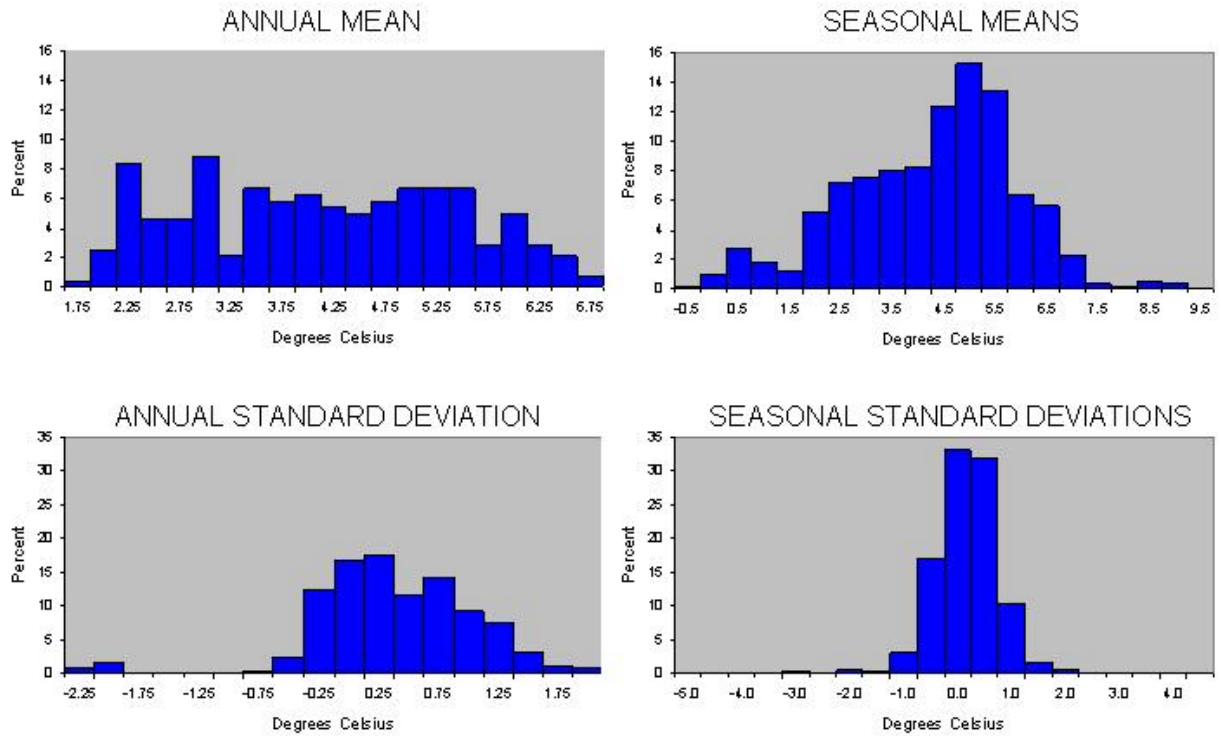 ANNUAL MEAN
16
14
12
10
8
6
4
2
0
Percent
1.75 2.25 2.75 3.25 3.75 4.25 4.75 5.25 5.75 6.25 6.75
Degrees Celsius
SEASONAL MEANS
16
14
12
10
8
6
4
2
0
Percent
-0.5 0.5 1.5 2.5 3.5 4.5 5.5 6.5 7.5 8.5 9.5
Degrees Celsius
ANNUAL STANDARD DEVIATION
35
30
25
20
15
10
5
0
Percent
-2.25 -1.75 -1.25 -0.75 -0.25 0.25 0.75 1.25 1.75
Degrees Celsius
SEASONAL STANDARD DEVIATIONS
35
30
25
20
15
10
5
0
Percent
-5.0 -4.0 -3.0 -2.0 -1.0 0.0 1.0 2.0 3.0 4.0
Degrees Celsius